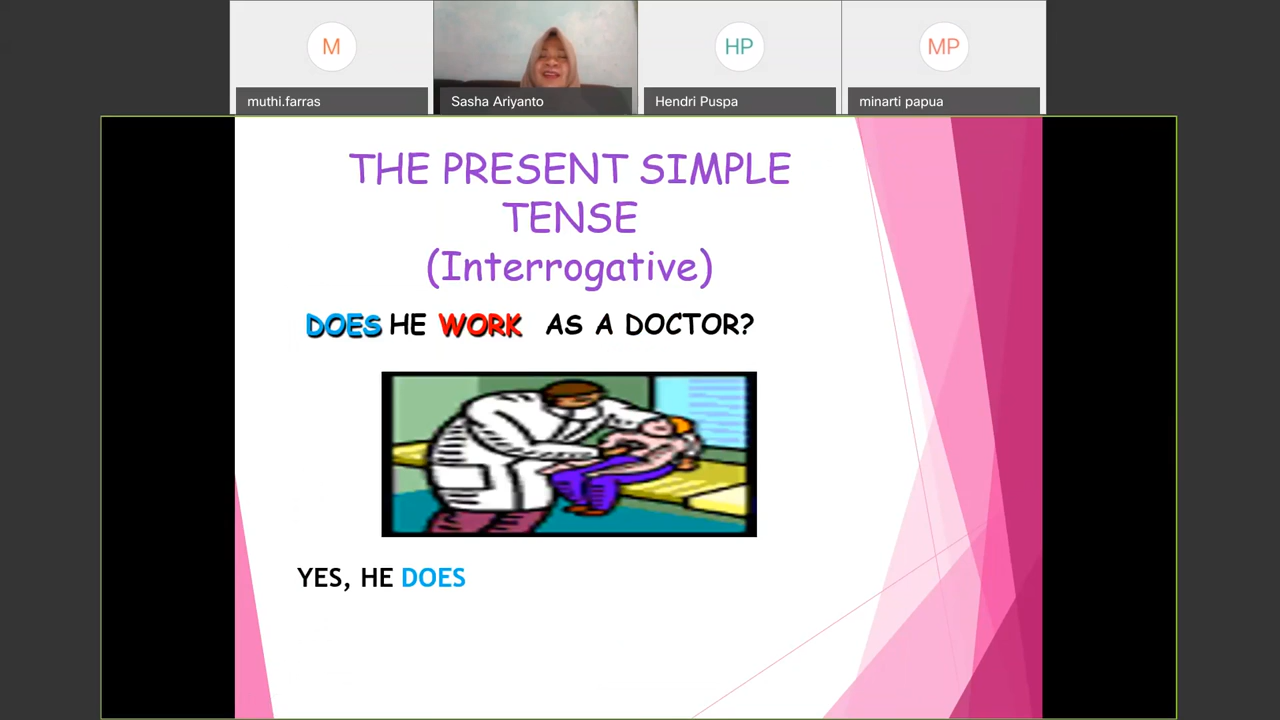 M
HP
MP
muthi.farras
Sasha Ariyanto
Hendri Puspa
minarti papua
THE PRESENT SIMPLE
TENSE
(Interrogative)
DOES HE WORK AS A DOCTOR?
YES, HE DOES